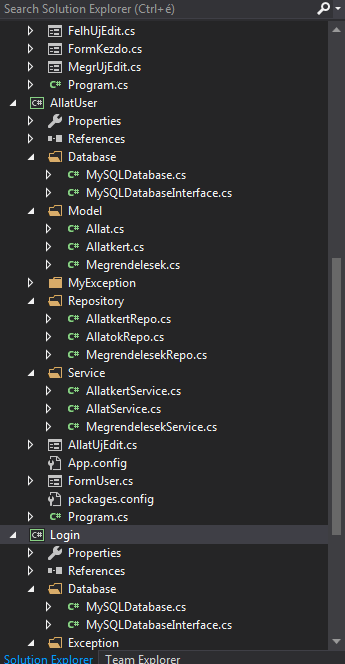 Search Solution Explorer (Ctrl+é)
FelhUjEdit.cs
FormKezdo.cs
MegrUjEdit.cs
C# Program.cs
C# AllatUser
Properties
References
Database
C# MySQLDatabase.cs
C# MySQLDatabaseInterface.cs
Model
C# Allat.cs
C# Allatkert.cs
C# Megrendelesek.cs
MyException
Repository
C# AllatkertRepo.cs
C# AllatokRepo.cs
C# MegrendelesekRepo.cs
Service
C# AllatkertService.cs
C# AllatService.cs
C# MegrendelesekService.cs
AllatUjEdit.cs
App.config
FormUser.cs
packages.config
C# Program.cs
C# Login
Properties
References
Database
C# MySQLDatabase.cs
C# MySQLDatabaseInterface.cs
Exception
Solution Explorer Team Explorer